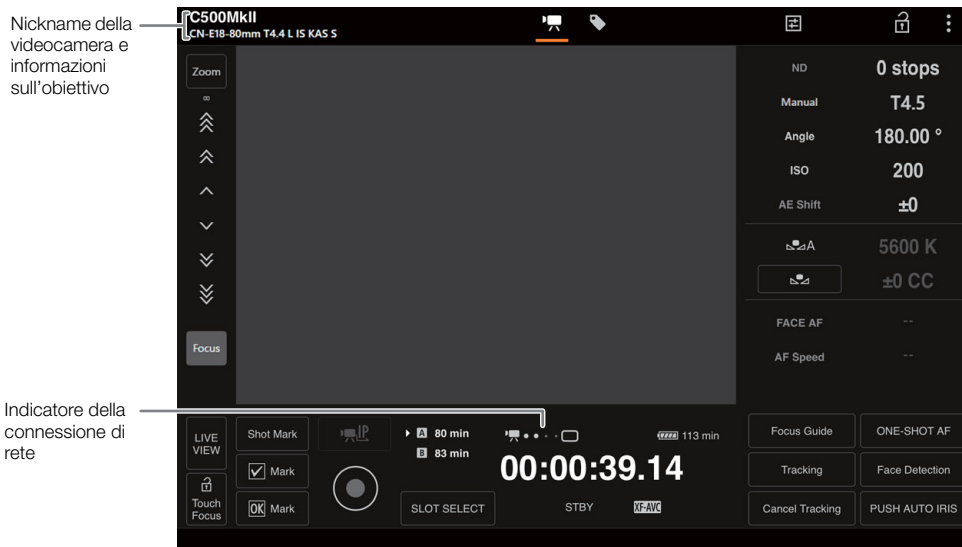 Nickname della
videocamera e
informazioni
sull'obiettivo
C500MkII
CN-E18-80mm T4.4 L IS KAS S
Zoom
∞
Focus
ND 0 stops
Manual T4.5
Angle 180.00 °
ISO 200
AE Shift ±0
A 5600 K
±0 CC
FACE AF --
AF Speed --
Indicatore della
connessione di
rete
LIVE
VIEW
Touch
Focus
Shot Mark
Mark
OK Mark
IP
A 80 min
B 83 min
SLOT SELECT
113 min
00:00:39.14
STBY XF-AVC
Focus Guide ONE-SHOT AF
Tracking Face Detection
Cancel Tracking PUSH AUTO IRIS